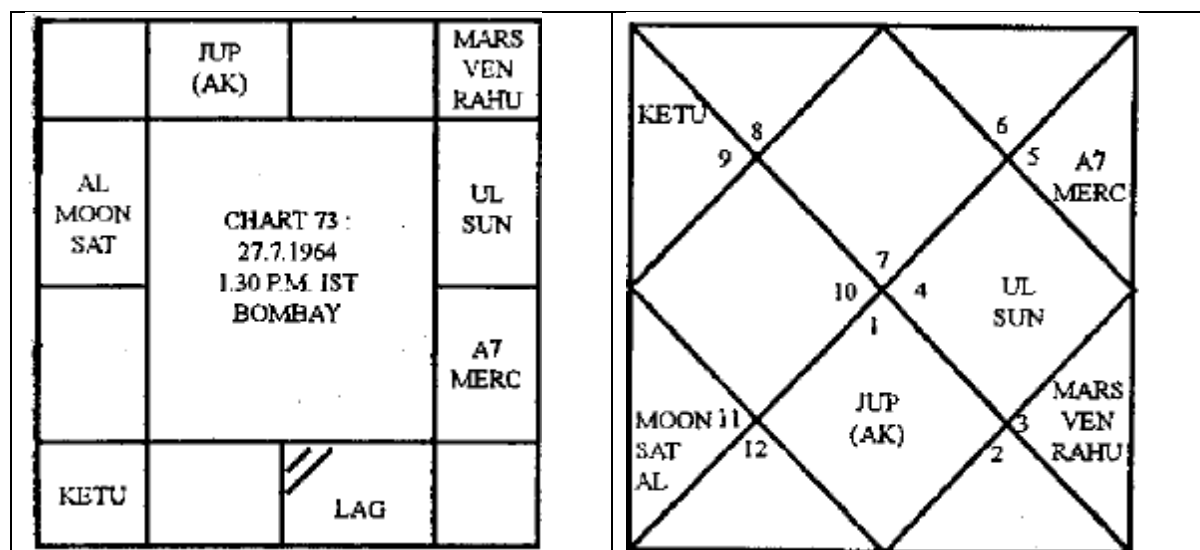 JUP
(AK)
MARS
VEN
RAHU
AL
MOON
SAT
CHART 73 :
27.7.1964
1.30 P.M. IST
BOMBAY
UL
SUN
A7
MERC
KETU
LAG
KETU
8
9
6
5
A7
MERC
7
10
4
1
UL
SUN
MOON
SAT
AL
11
12
JUP
(AK)
3
2
MARS
VEN
RAHU